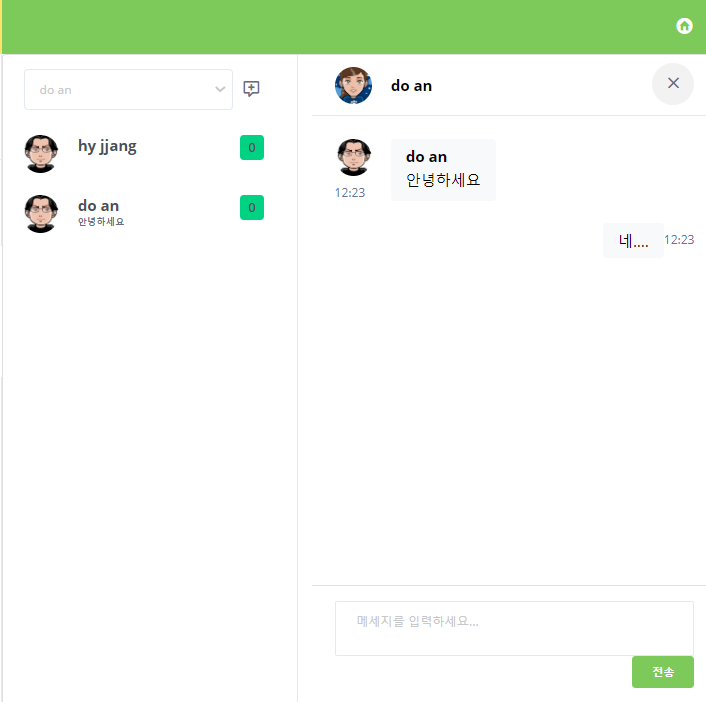 do an
hy jjang
0
do an
안녕하세요
0
do an
do an
안녕하세요
12:23
네....
12:23
메세지를 입력하세요...
전송